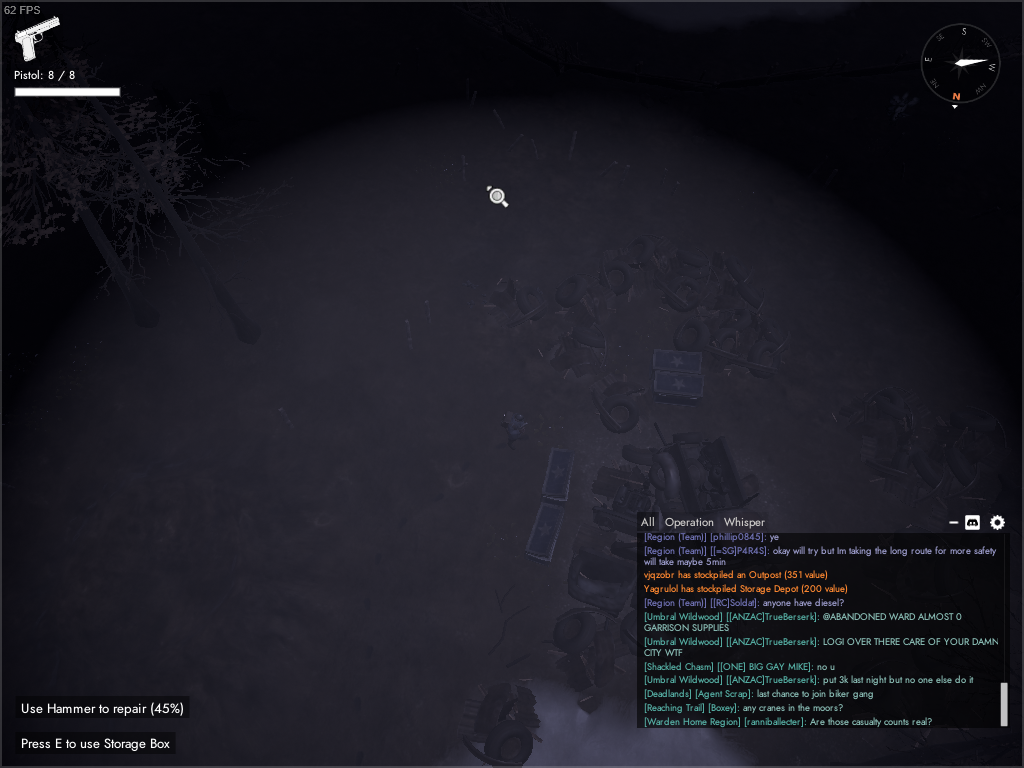 62 FPS
Pistol: 8 / 8
S
SE
SW
E
W
NE
NW
N
All Operation Whisper
[Region (Team)] [phillip0845]: ye
[Region (Team)] [[=SG]P4R4S]: okay will try but Im taking the long route for more safety
will take maybe 5min
vjqzobr has stockpiled an Outpost (351 value)
Yagrulol has stockpiled Storage Depot (200 value)
[Region (Team)] [[RC]Soldat]: anyone have diesel?
[Umbral Wildwood] [[ANZAC]TrueBerserk]: @ABANDONED WARD ALMOST 0
GARRISON SUPPLIES
[Umbral Wildwood] [[ANZAC]TrueBerserk]: LOGI OVER THERE CARE OF YOUR DAMN
CITY WTF
[Shackled Chasm] [[ONE] BIG GAY MIKE]: no u
[Umbral Wildwood] [[ANZAC]TrueBerserk]: put 3k last night but no one else do it
[Deadlands] [Agent Scrap]: last chance to join biker gang
[Reaching Trail] [Boxey]: any cranes in the moors?
[Warden Home Region] [ranniballecter]: Are those casualty counts real?
Use Hammer to repair (45%)
Press E to use Storage Box